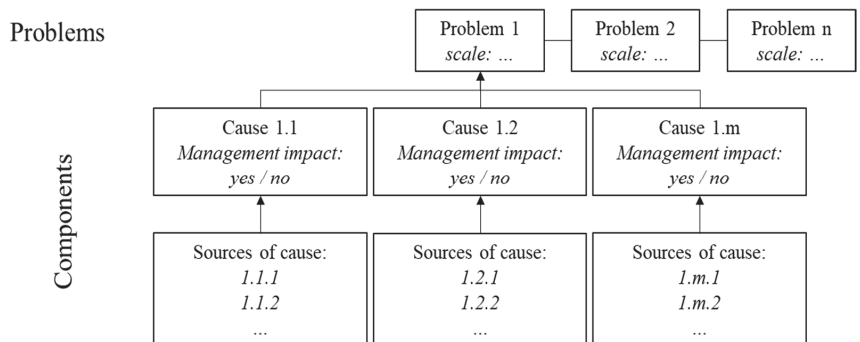 Problems
Problem 1
scale: ...
Problem 2
scale: ...
Problem n
scale: ...
Components
Cause 1.1
Management impact:
yes / no
Cause 1.2
Management impact:
yes / no
Cause 1.m
Management impact:
yes / no
Sources of cause:
1.1.1
1.1.2
...
Sources of cause:
1.2.1
1.2.2
...
Sources of cause:
1.m.1
1.m.2
...